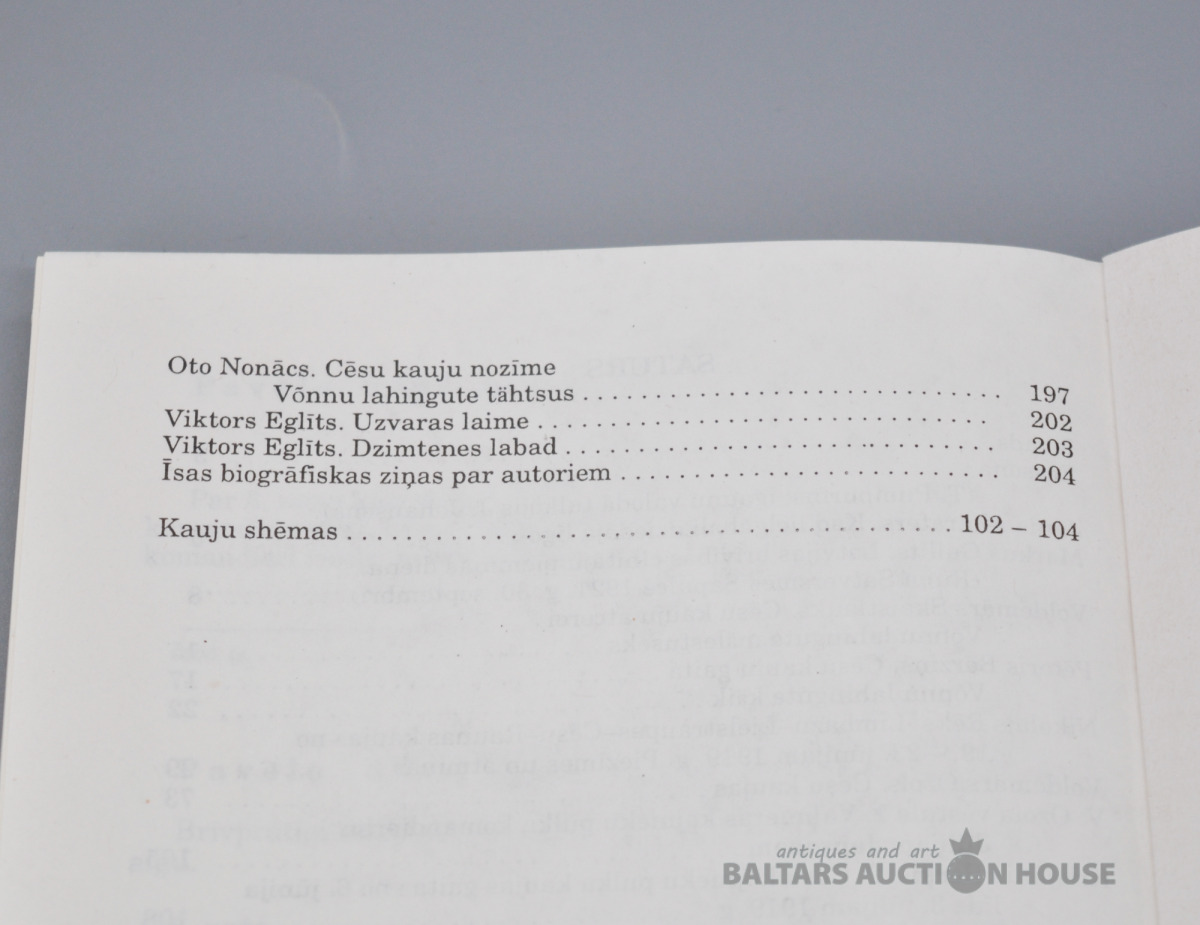 Oto Nonācs. Cēsu kauju nozīme
Võnnu lahingute tähtsus . . . . . . . . . . . . . . . . . . . . . . . . . . . . . 197
Viktors Eglīts. Uzvaras laime . . . . . . . . . . . . . . . . . . . . . . . . . . . . . . . 202
Viktors Eglīts. Dzimtenes labad . . . . . . . . . . . . . . . . . . . . . . . . . . . . . 203
Īsas biogrāfiskas ziņas par autoriem . . . . . . . . . . . . . . . . . . . . . . . . . . 204
Kauju shēmas . . . . . . . . . . . . . . . . . . . . . . . . . . . . . . . . . . . . . . . . . 102 – 104
antiques and art
BALTARS AUCTION HOUSE